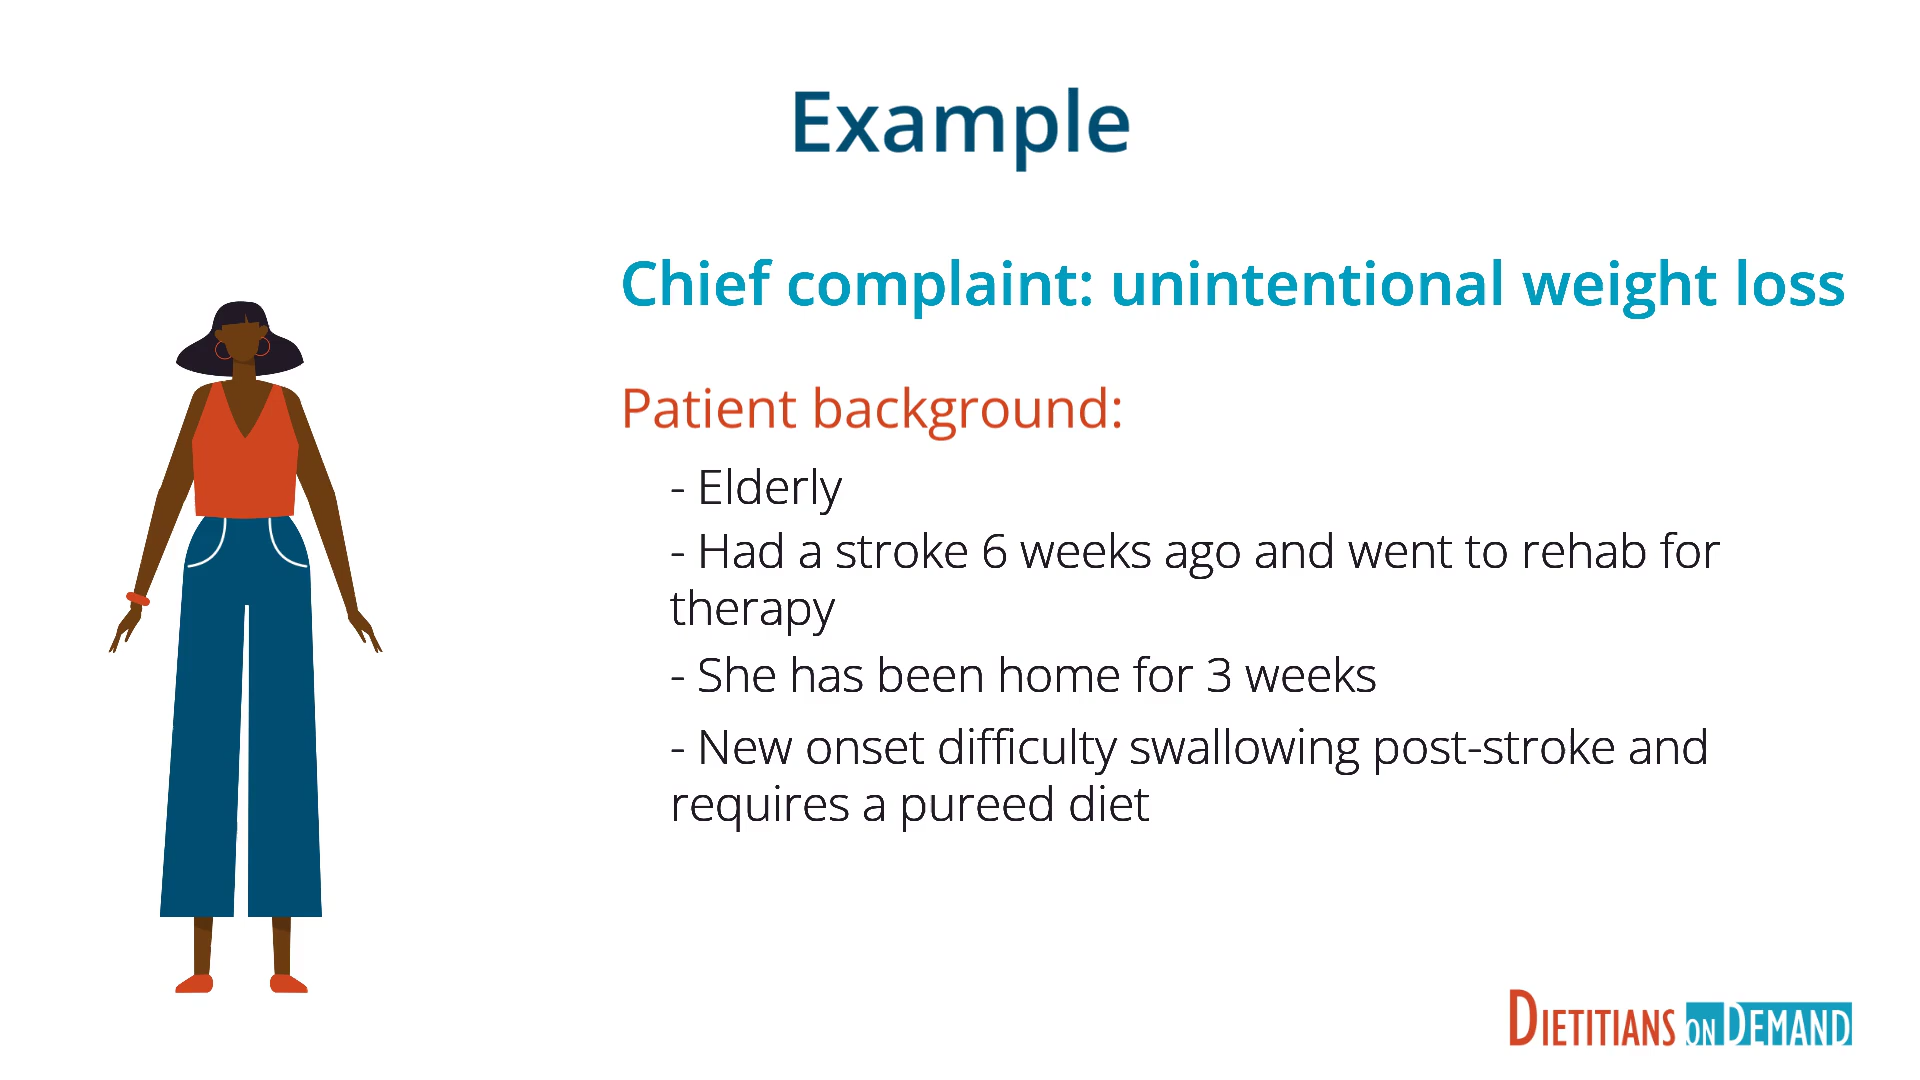 Example
Chief complaint: unintentional weight loss
Patient background:
- Elderly
- Had a stroke 6 weeks ago and went to rehab for
therapy
- She has been home for 3 weeks
- New onset difficulty swallowing post-stroke and
requires a pureed diet
DIETITIANS ON DEMAND